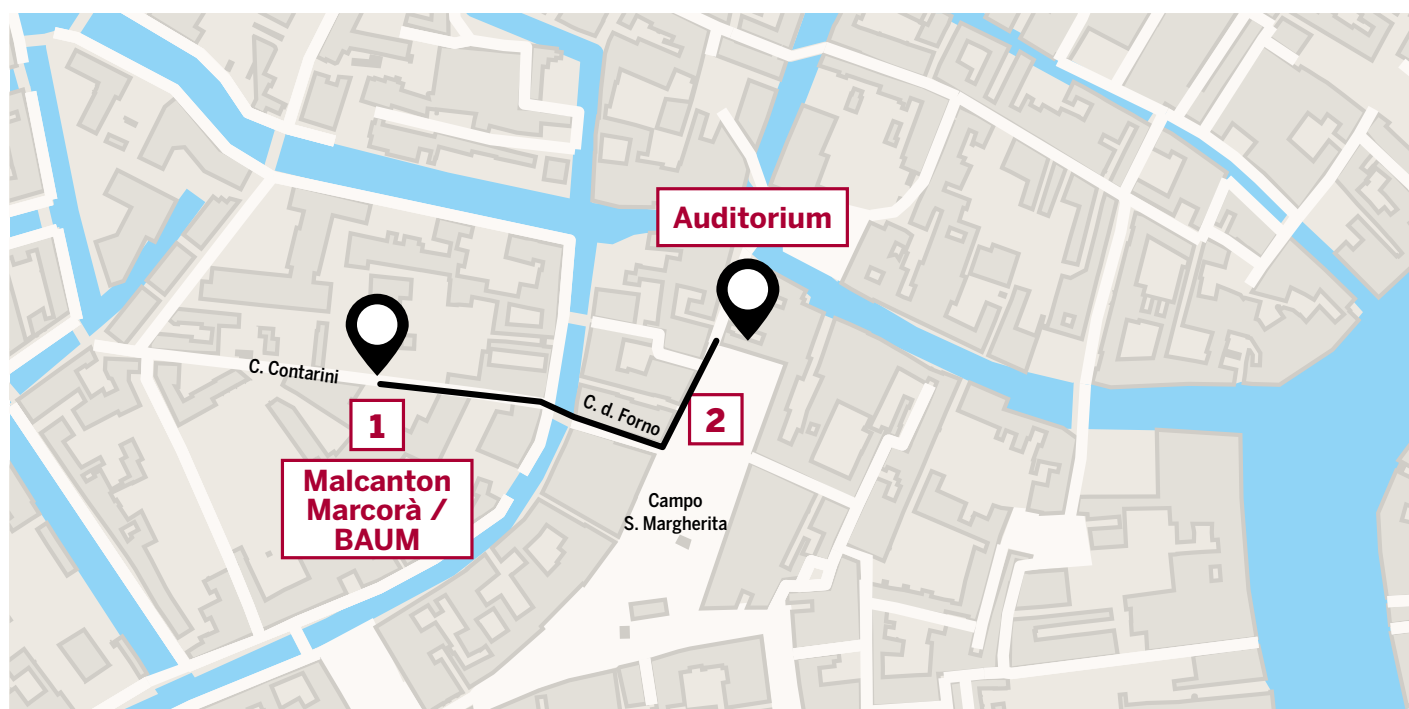 Auditorium
C. Contarini
1
C. d. Forno
2
Malcanton
Marcorà /
BAUM
Campo
S. Margherita